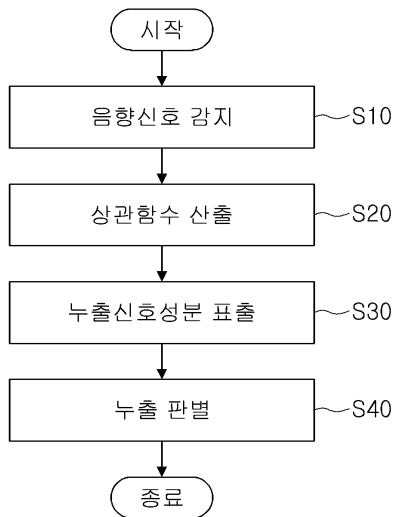 시작
음향신호 감지
S10
상관함수 산출
S20
누출신호성분 표출
S30
누출 판별
S40
종료